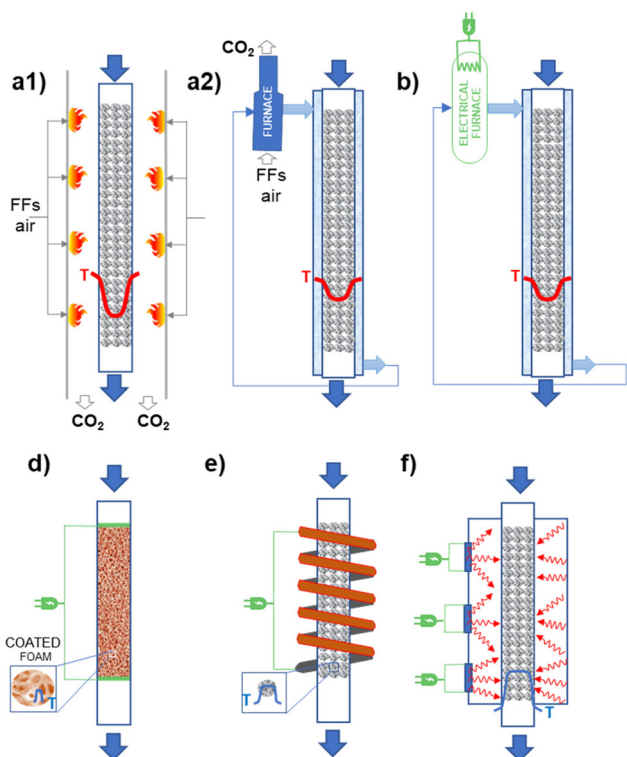 a1)
FFs
air
T
CO₂
CO₂
a2)
CO₂
FURNACE
FFs
air
T
b)
ELECTRICAL
FURNACE
T
d)
COATED
FOAM
T
e)
T
f)
T